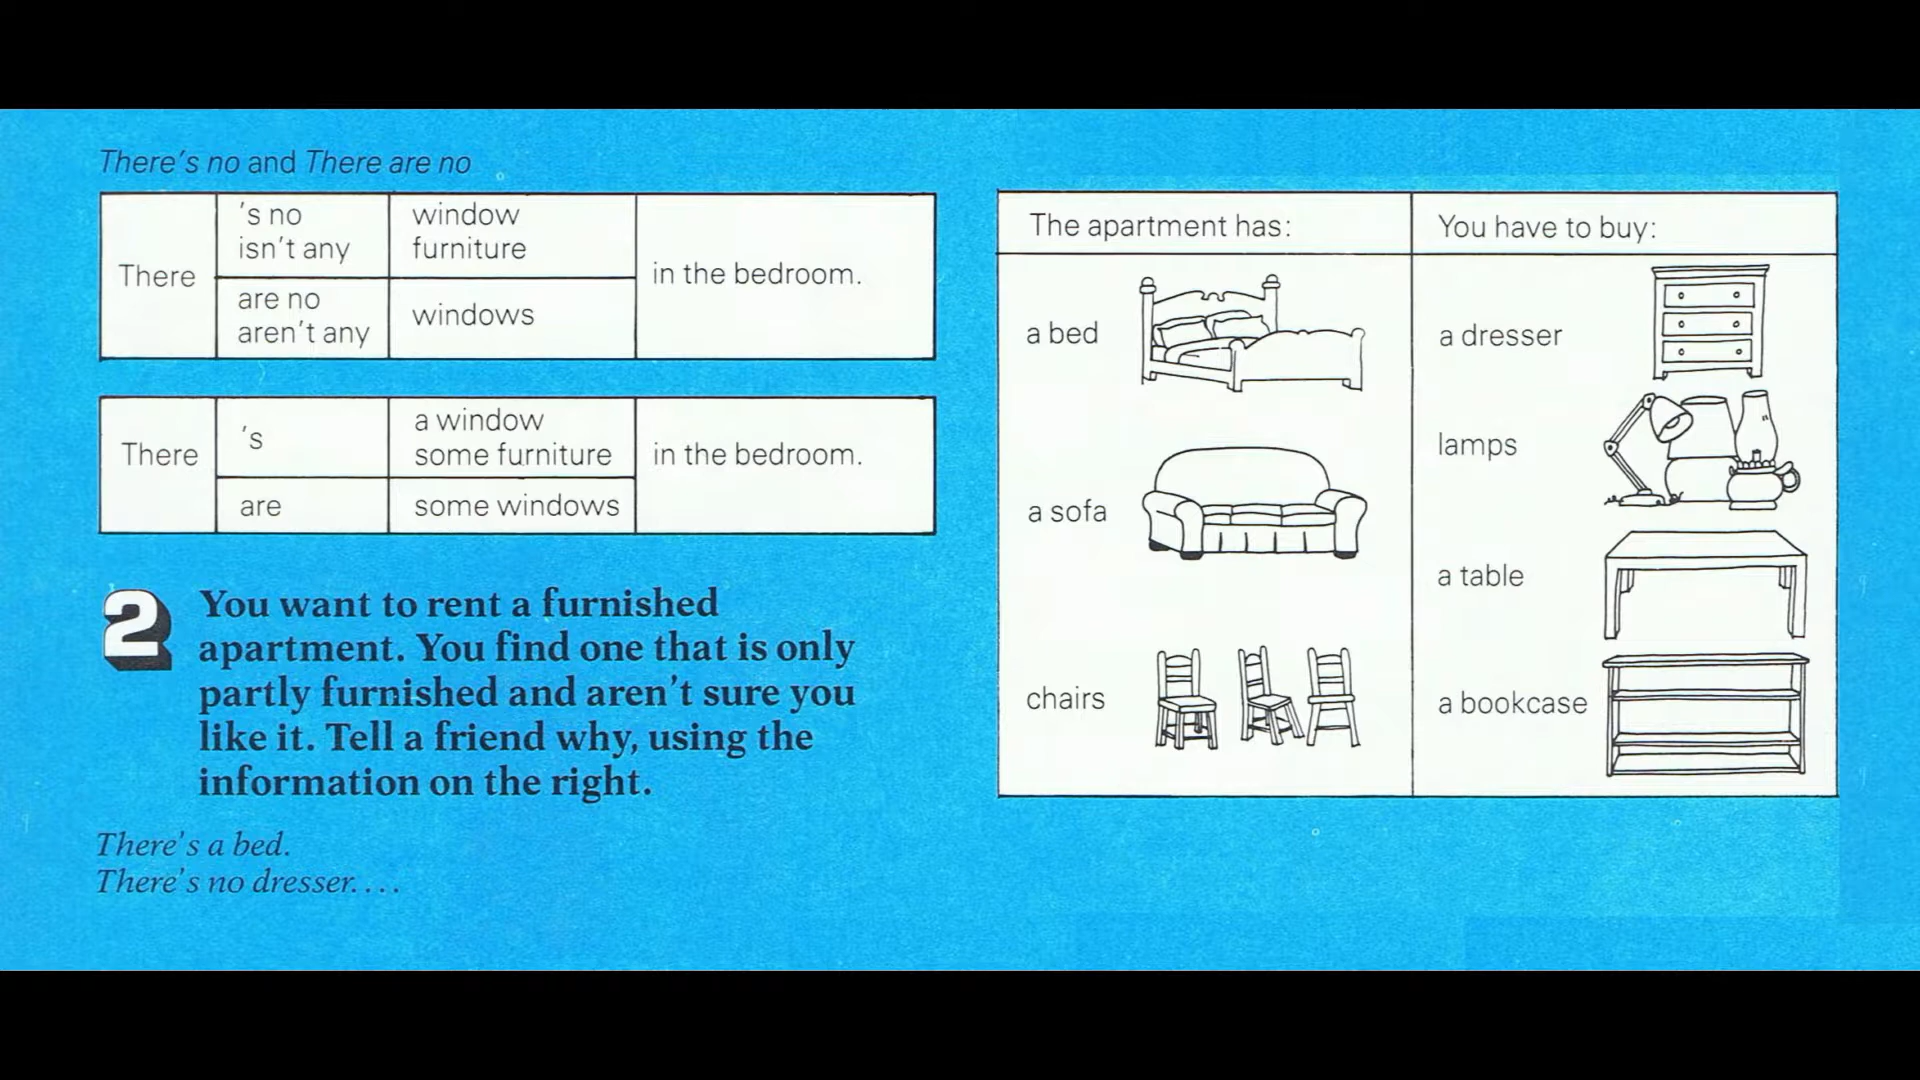 There's no and There are no
There
's no
isn't any
window
furniture
are no
aren't any
windows
in the bedroom.
There
's
a window
some furniture
are
some windows
in the bedroom.
2
You want to rent a furnished
apartment. You find one that is only
partly furnished and aren't sure you
like it. Tell a friend why, using the
information on the right.
There's a bed.
There's no dresser. . . .
The apartment has:
You have to buy:
a bed
a dresser
lamps
a sofa
a table
chairs
a bookcase